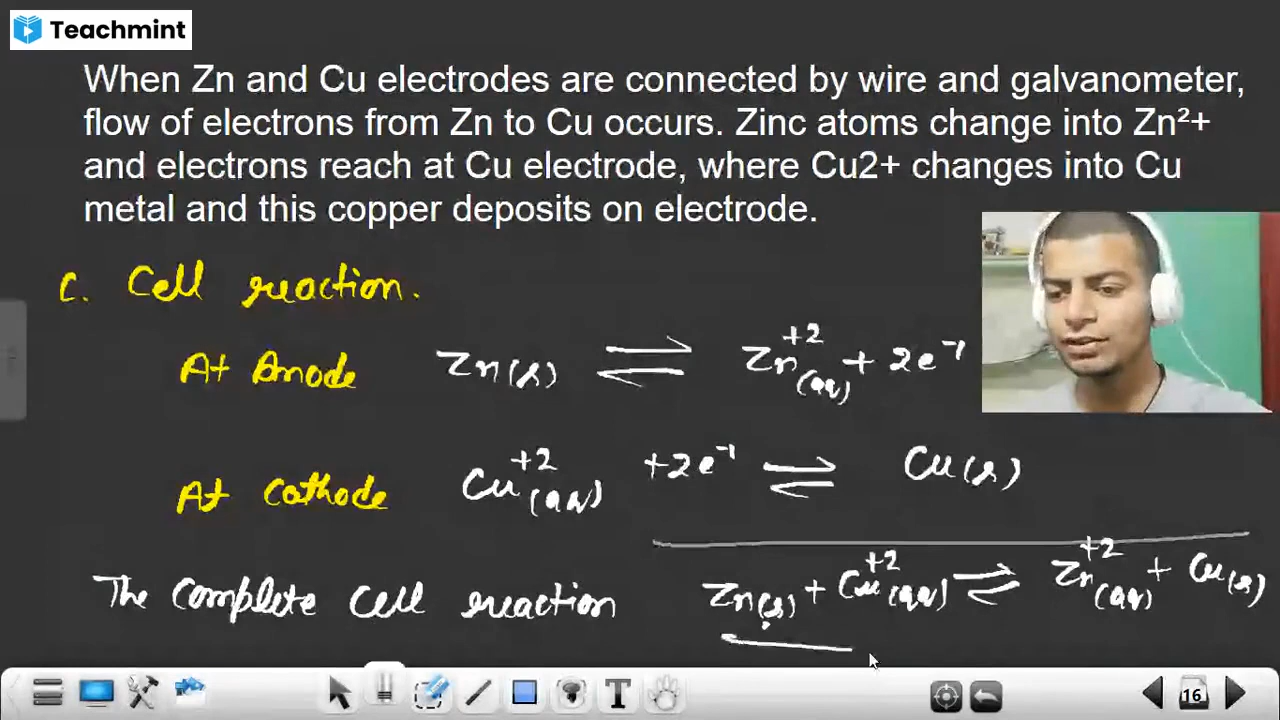 Teachmint
When Zn and Cu electrodes are connected by wire and galvanometer,
flow of electrons from Zn to Cu occurs. Zinc atoms change into Zn²+
and electrons reach at Cu electrode, where Cu2+ changes into Cu
metal and this copper deposits on electrode.
C. Cell reaction.
At Anode Zn(s) ⇌ Zn⁺²(aq) + 2e⁻¹
At Cathode Cu⁺²(aq) +2e⁻¹ ⇌ Cu(s)
The Complete Cell reaction Zn(s) + Cu⁺²(aq) ⇌ Zn⁺²(aq) + Cu(s)
16